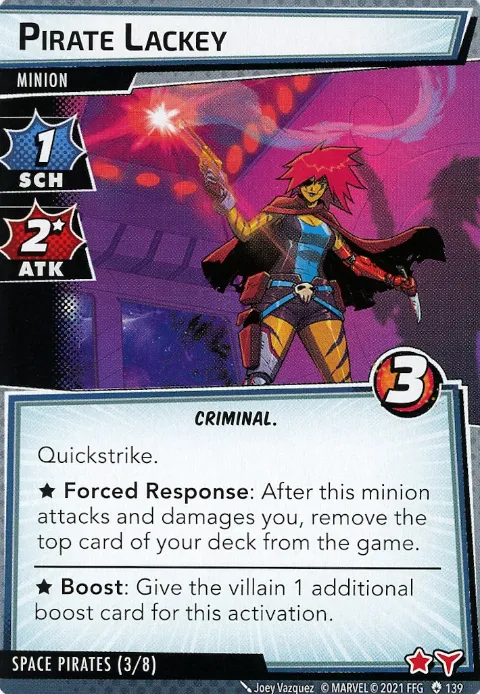 PIRATE LACKEY
MINION
1
SCH
2★
ATK
3
CRIMINAL.
Quickstrike.
★ Forced Response: After this minion
attacks and damages you, remove the
top card of your deck from the game.
★ Boost: Give the villain 1 additional
boost card for this activation.
SPACE PIRATES (3/8)
Joey Vazquez © MARVEL © 2021 FFG 139